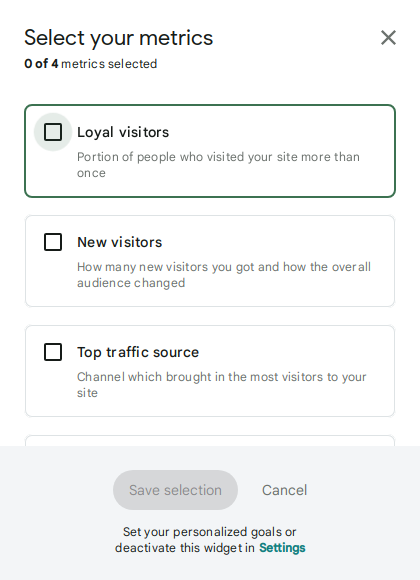 Select your metrics
0 of 4 metrics selected
Loyal visitors
Portion of people who visited your site more than
once
New visitors
How many new visitors you got and how the overall
audience changed
Top traffic source
Channel which brought in the most visitors to your
site
Save selection
Cancel
Set your personalized goals or
deactivate this widget in Settings